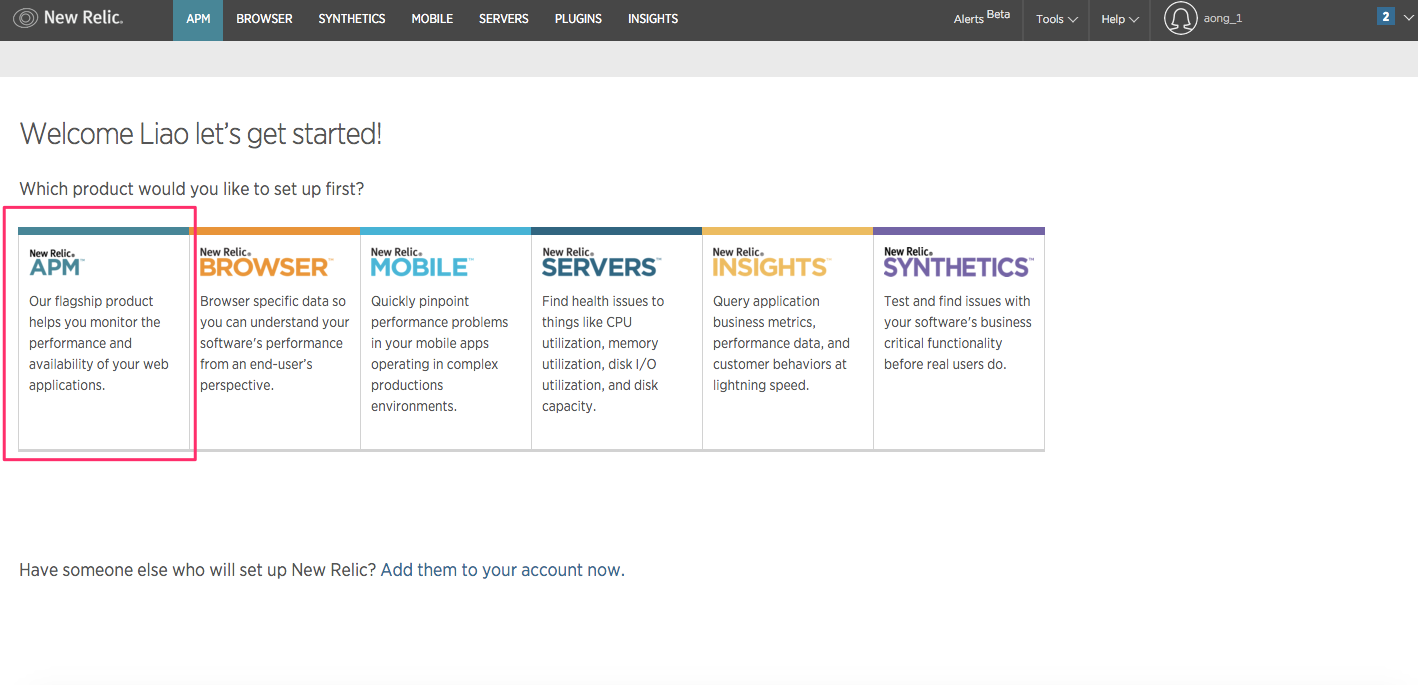 New Relic. APM BROWSER SYNTHETICS MOBILE SERVERS PLUGINS INSIGHTS Alerts Beta Tools Help aong_1 2
Welcome Liao let's get started!
Which product would you like to set up first?
New Relic.
APM™
Our flagship product
helps you monitor the
performance and
availability of your web
applications.
New Relic.
BROWSER™
Browser specific data so
you can understand your
software's performance
from an end-user's
perspective.
New Relic.
MOBILE™
Quickly pinpoint
performance problems
in your mobile apps
operating in complex
productions
environments.
New Relic.
SERVERS™
Find health issues to
things like CPU
utilization, memory
utilization, disk I/O
utilization, and disk
capacity.
New Relic.
INSIGHTS™
Query application
business metrics,
performance data, and
customer behaviors at
lightning speed.
New Relic.
SYNTHETICS™
Test and find issues with
your software's business
critical functionality
before real users do.
Have someone else who will set up New Relic? Add them to your account now.